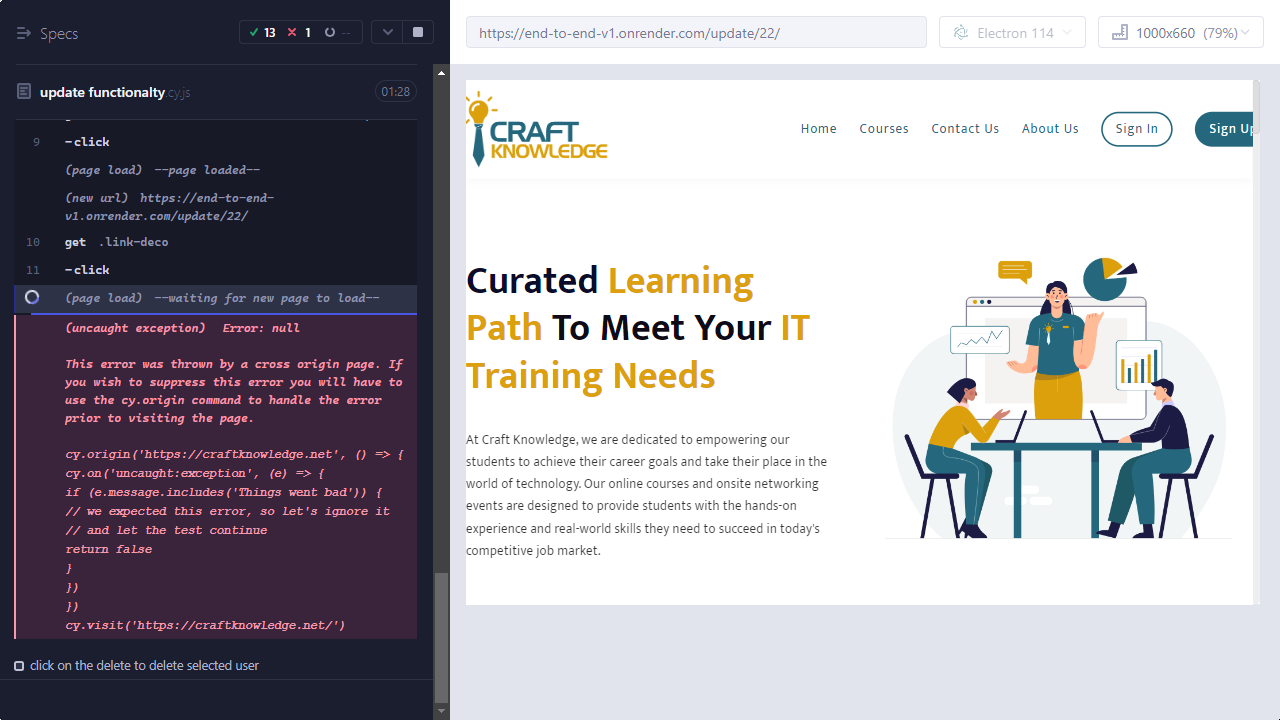 Specs
13 1 --
https://end-to-end-v1.onrender.com/update/22/
Electron 114
1000x660 (79%)
update functionalty.cy.js
01:28
9 -click
(page load) --page loaded--
(new url) https://end-to-end-
v1.onrender.com/update/22/
10 get .link-deco
11 -click
(page load) --waiting for new page to load--
(uncaught exception) Error: null
This error was thrown by a cross origin page. If
you wish to suppress this error you will have to
use the cy.origin command to handle the error
prior to visiting the page.
cy.origin('https://craftknowledge.net', () => {
cy.on('uncaught:exception', (e) => {
if (e.message.includes('Things went bad')) {
// we expected this error, so let's ignore it
// and let the test continue
return false
}
})
})
cy.visit('https://craftknowledge.net/')
click on the delete to delete selected user
CRAFT
KNOWLEDGE
Home Courses Contact Us About Us Sign In Sign Up
Curated Learning
Path To Meet Your IT
Training Needs
At Craft Knowledge, we are dedicated to empowering our
students to achieve their career goals and take their place in the
world of technology. Our online courses and onsite networking
events are designed to provide students with the hands-on
experience and real-world skills they need to succeed in today's
competitive job market.